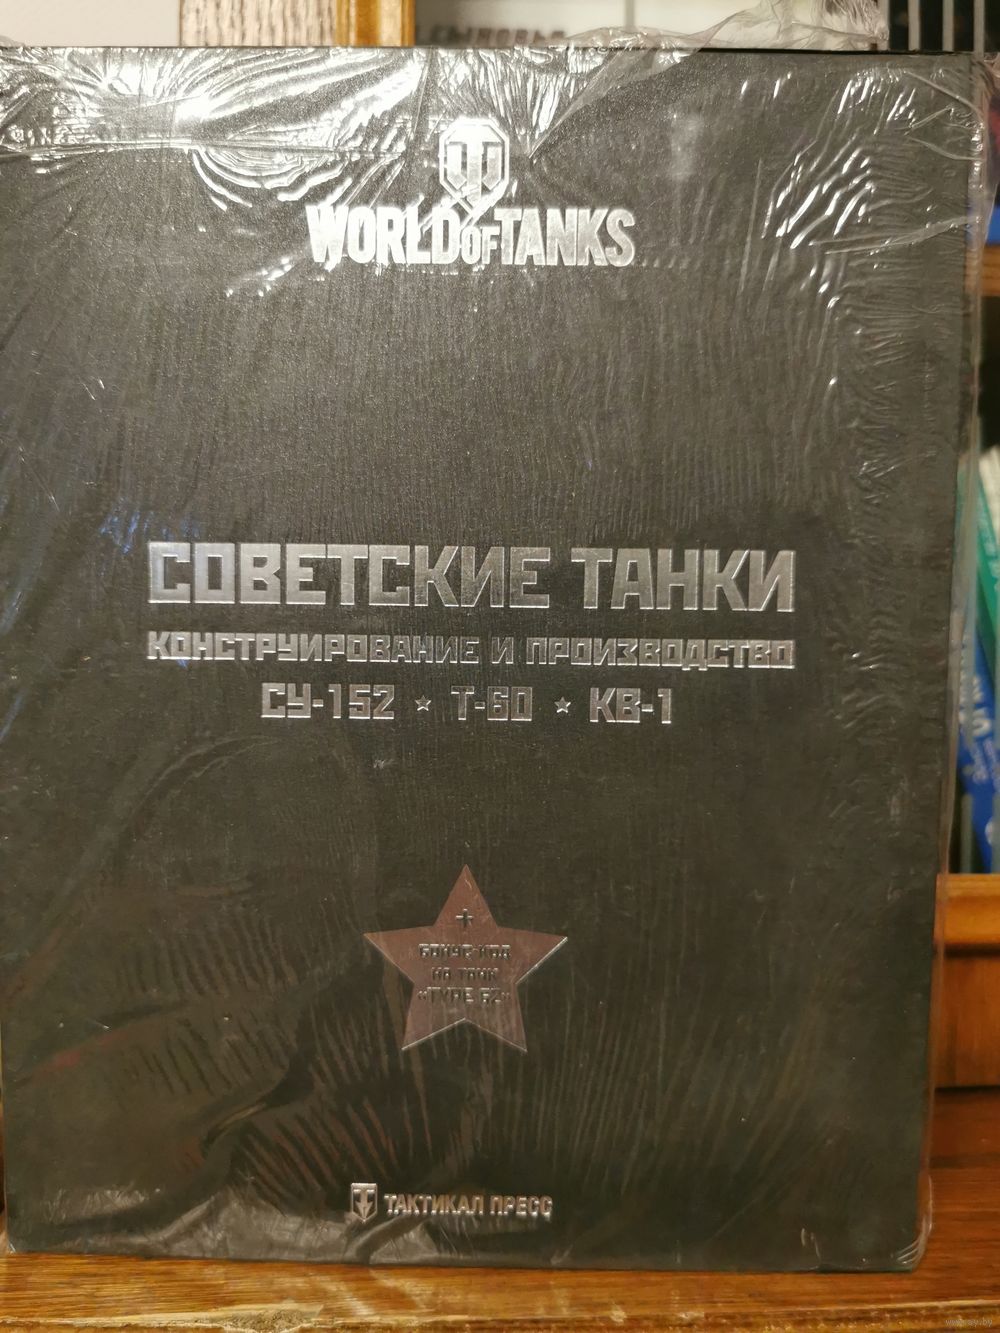 WORLD OF TANKS
СОВЕТСКИЕ ТАНКИ
КОНСТРУИРОВАНИЕ И ПРОИЗВОДСТВО
СУ-152 ★ Т-60 ★ КВ-1
+
БОНУС-КОД
НА ТАНК
«TYPE 62»
ТАКТИКАЛ ПРЕСС